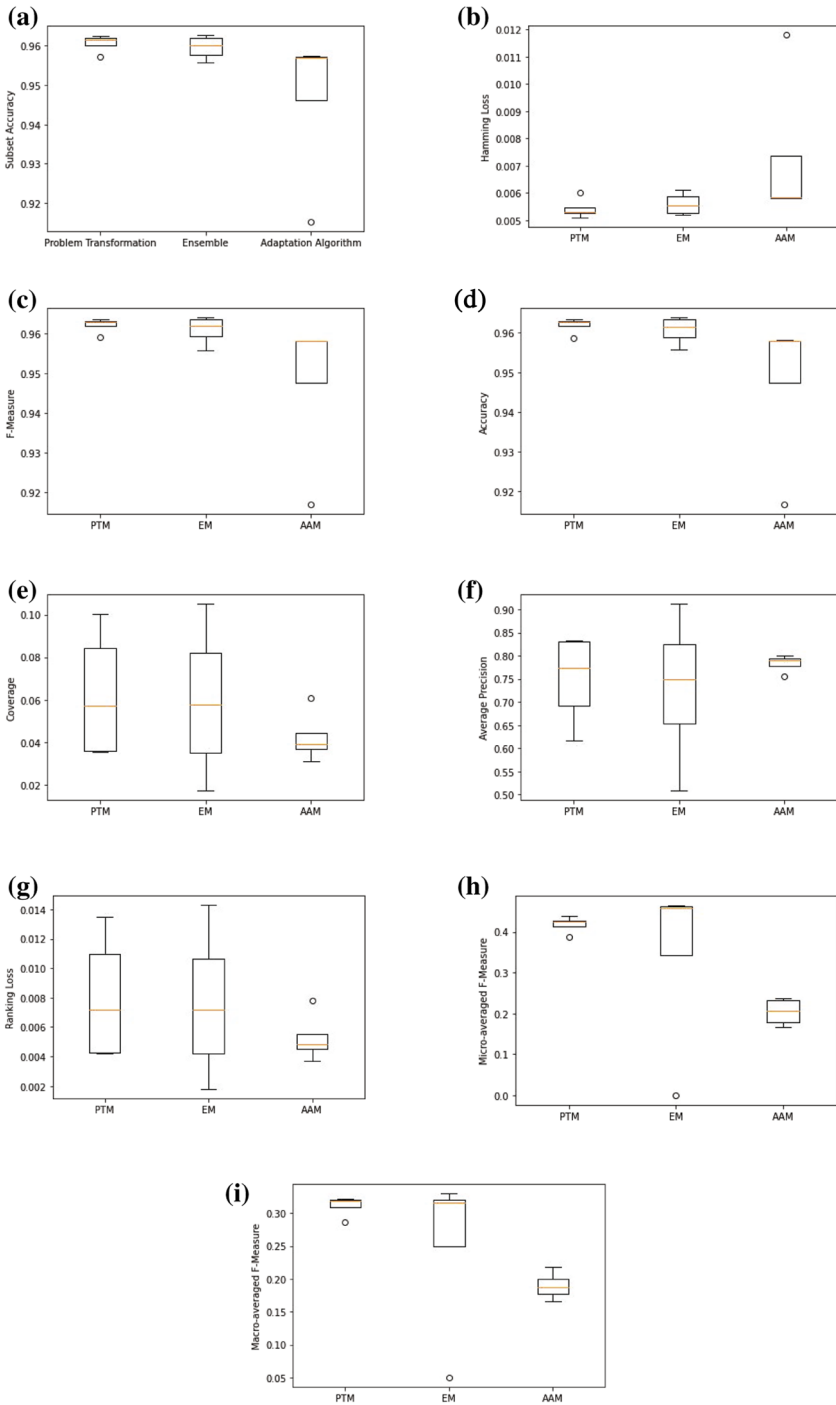 (a)
0.96
0.95
0.94
0.93
0.92
Subset Accuracy
Problem Transformation
Ensemble
Adaptation Algorithm
(b)
0.012
0.011
0.010
0.009
0.008
0.007
0.006
0.005
Hamming Loss
PTM
EM
AAM
(c)
0.96
0.95
0.94
0.93
0.92
F-Measure
PTM
EM
AAM
(d)
0.96
0.95
0.94
0.93
0.92
Accuracy
PTM
EM
AAM
(e)
0.10
0.08
0.06
0.04
0.02
Coverage
PTM
EM
AAM
(f)
0.90
0.85
0.80
0.75
0.70
0.65
0.60
0.55
0.50
Average Precision
PTM
EM
AAM
(g)
0.014
0.012
0.010
0.008
0.006
0.004
0.002
Ranking Loss
PTM
EM
AAM
(h)
0.4
0.3
0.2
0.1
0.0
Micro-averaged F-Measure
PTM
EM
AAM
(i)
0.30
0.25
0.20
0.15
0.10
0.05
Macro-averaged F-Measure
PTM
EM
AAM